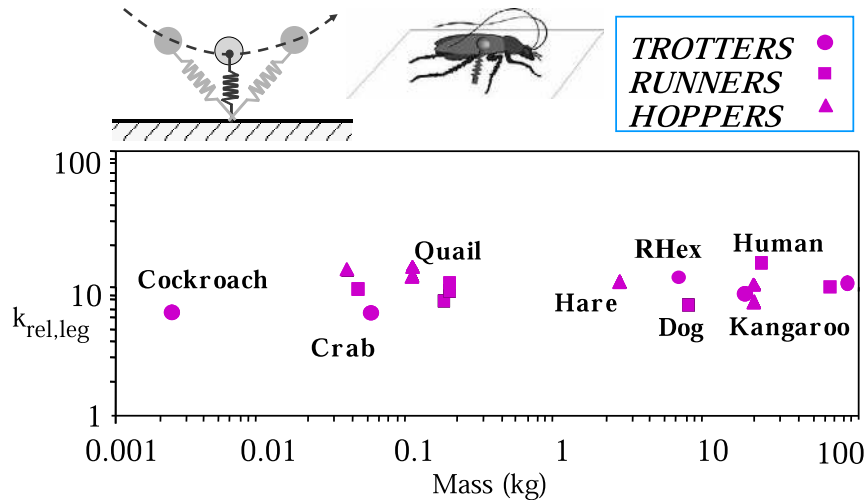 TROTTERS
RUNNERS
HOPPERS
100
10
1
k_rel,leg
Cockroach
Crab
Quail
Hare
RHex
Dog
Human
Kangaroo
0.001 0.01 0.1 1 10 100
Mass (kg)